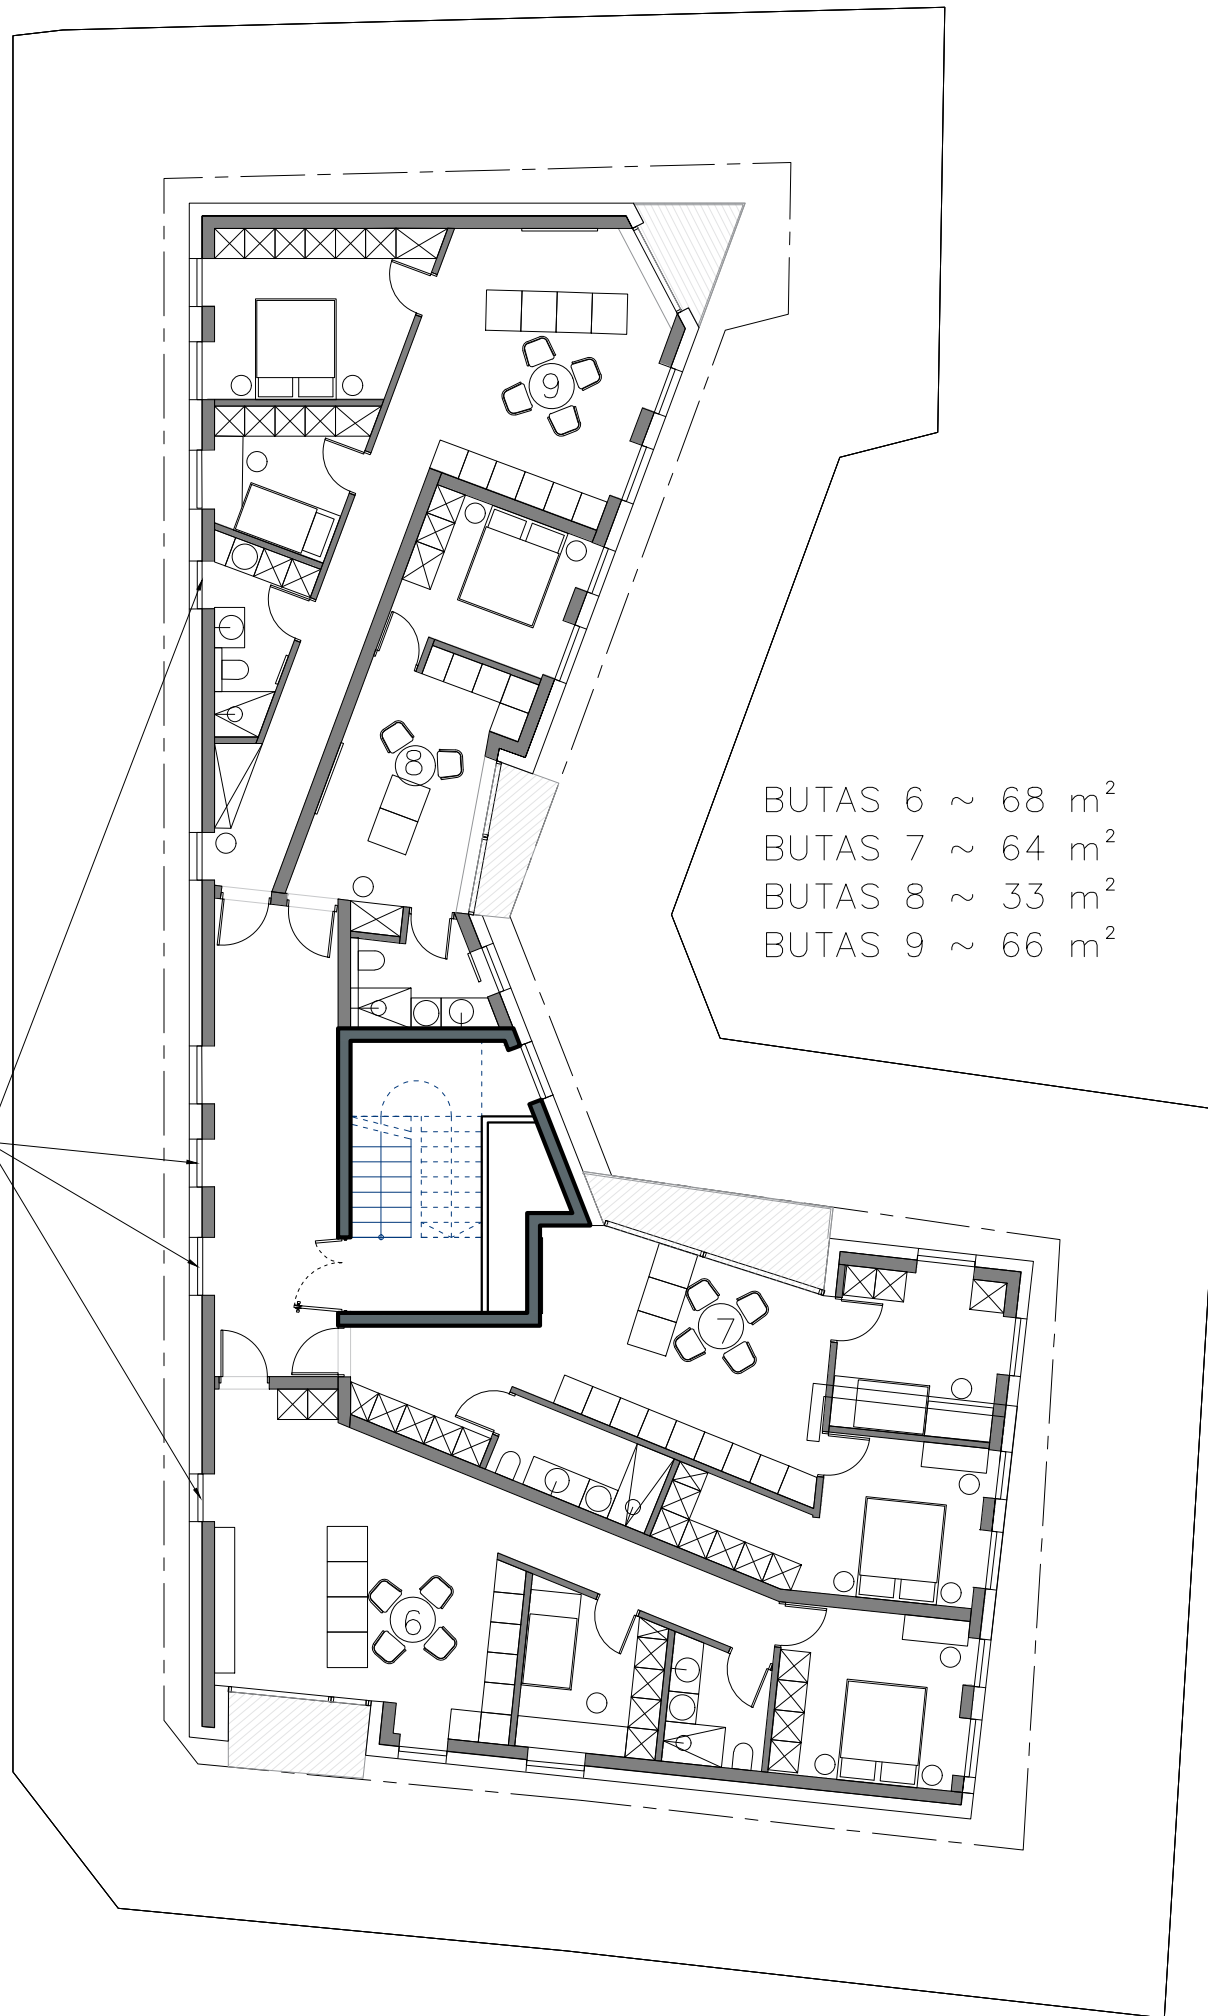 9
8
BUTAS 6 ~ 68 m²
BUTAS 7 ~ 64 m²
BUTAS 8 ~ 33 m²
BUTAS 9 ~ 66 m²
7
6